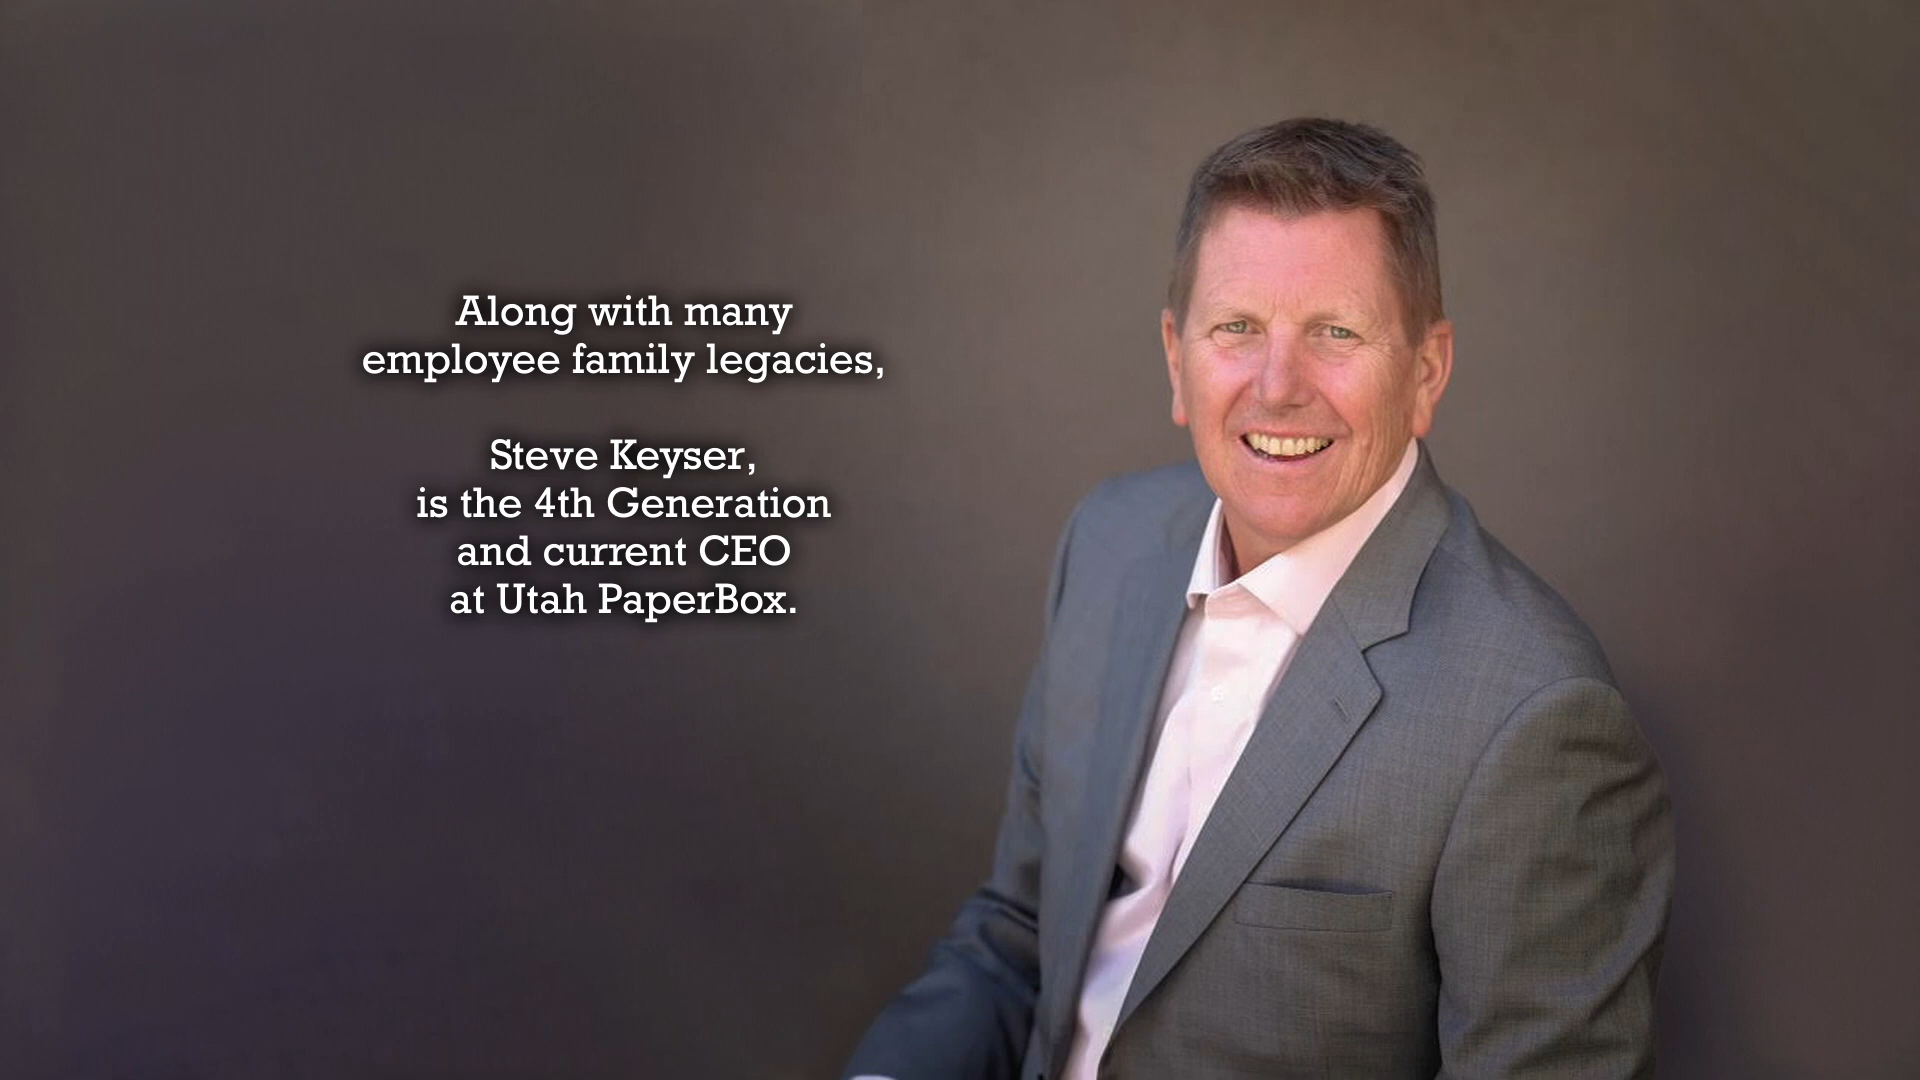 Along with many
employee family legacies,
Steve Keyser,
is the 4th Generation
and current CEO
at Utah PaperBox.